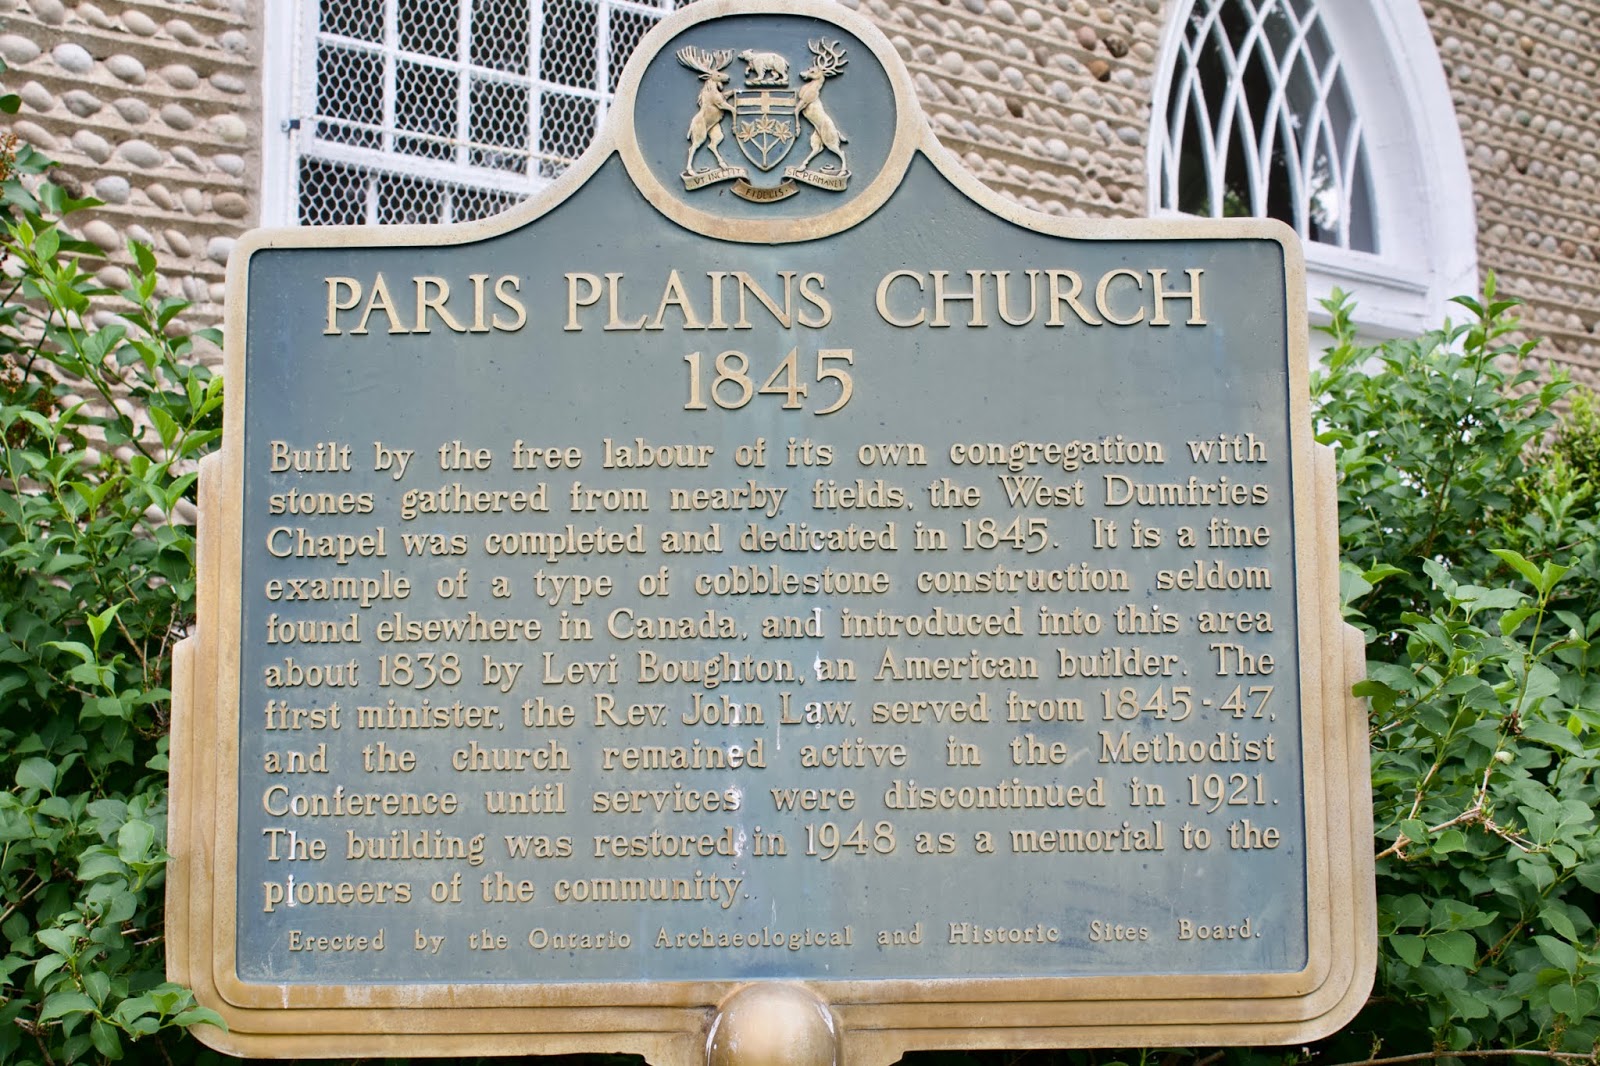 UT INCEPIT SIC PERMANET
FIDELIS
PARIS PLAINS CHURCH
1845
Built by the free labour of its own congregation with
stones gathered from nearby fields, the West Dumfries
Chapel was completed and dedicated in 1845. It is a fine
example of a type of cobblestone construction seldom
found elsewhere in Canada, and introduced into this area
about 1838 by Levi Boughton, an American builder. The
first minister, the Rev. John Law, served from 1845-47,
and the church remained active in the Methodist
Conference until services were discontinued in 1921.
The building was restored in 1948 as a memorial to the
pioneers of the community.
Erected by the Ontario Archaeological and Historic Sites Board.